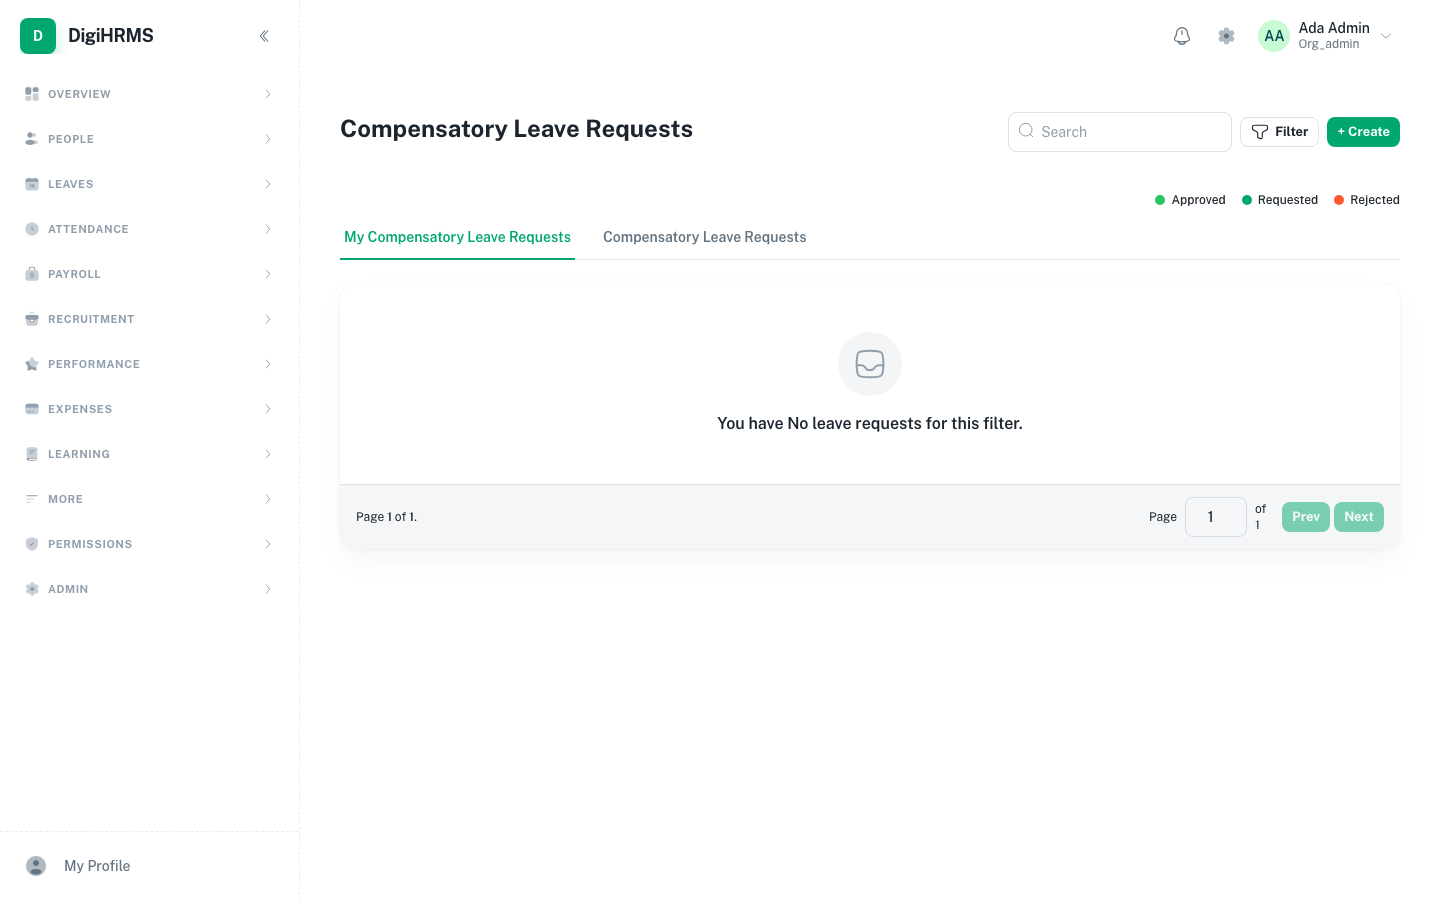 D DigiHRMS
OVERVIEW
PEOPLE
LEAVES
ATTENDANCE
PAYROLL
RECRUITMENT
PERFORMANCE
EXPENSES
LEARNING
MORE
PERMISSIONS
ADMIN
My Profile
AA Ada Admin
Org_admin
Compensatory Leave Requests
Search
Filter
+ Create
Approved Requested Rejected
My Compensatory Leave Requests Compensatory Leave Requests
You have No leave requests for this filter.
Page 1 of 1.
Page 1 of 1
Prev Next